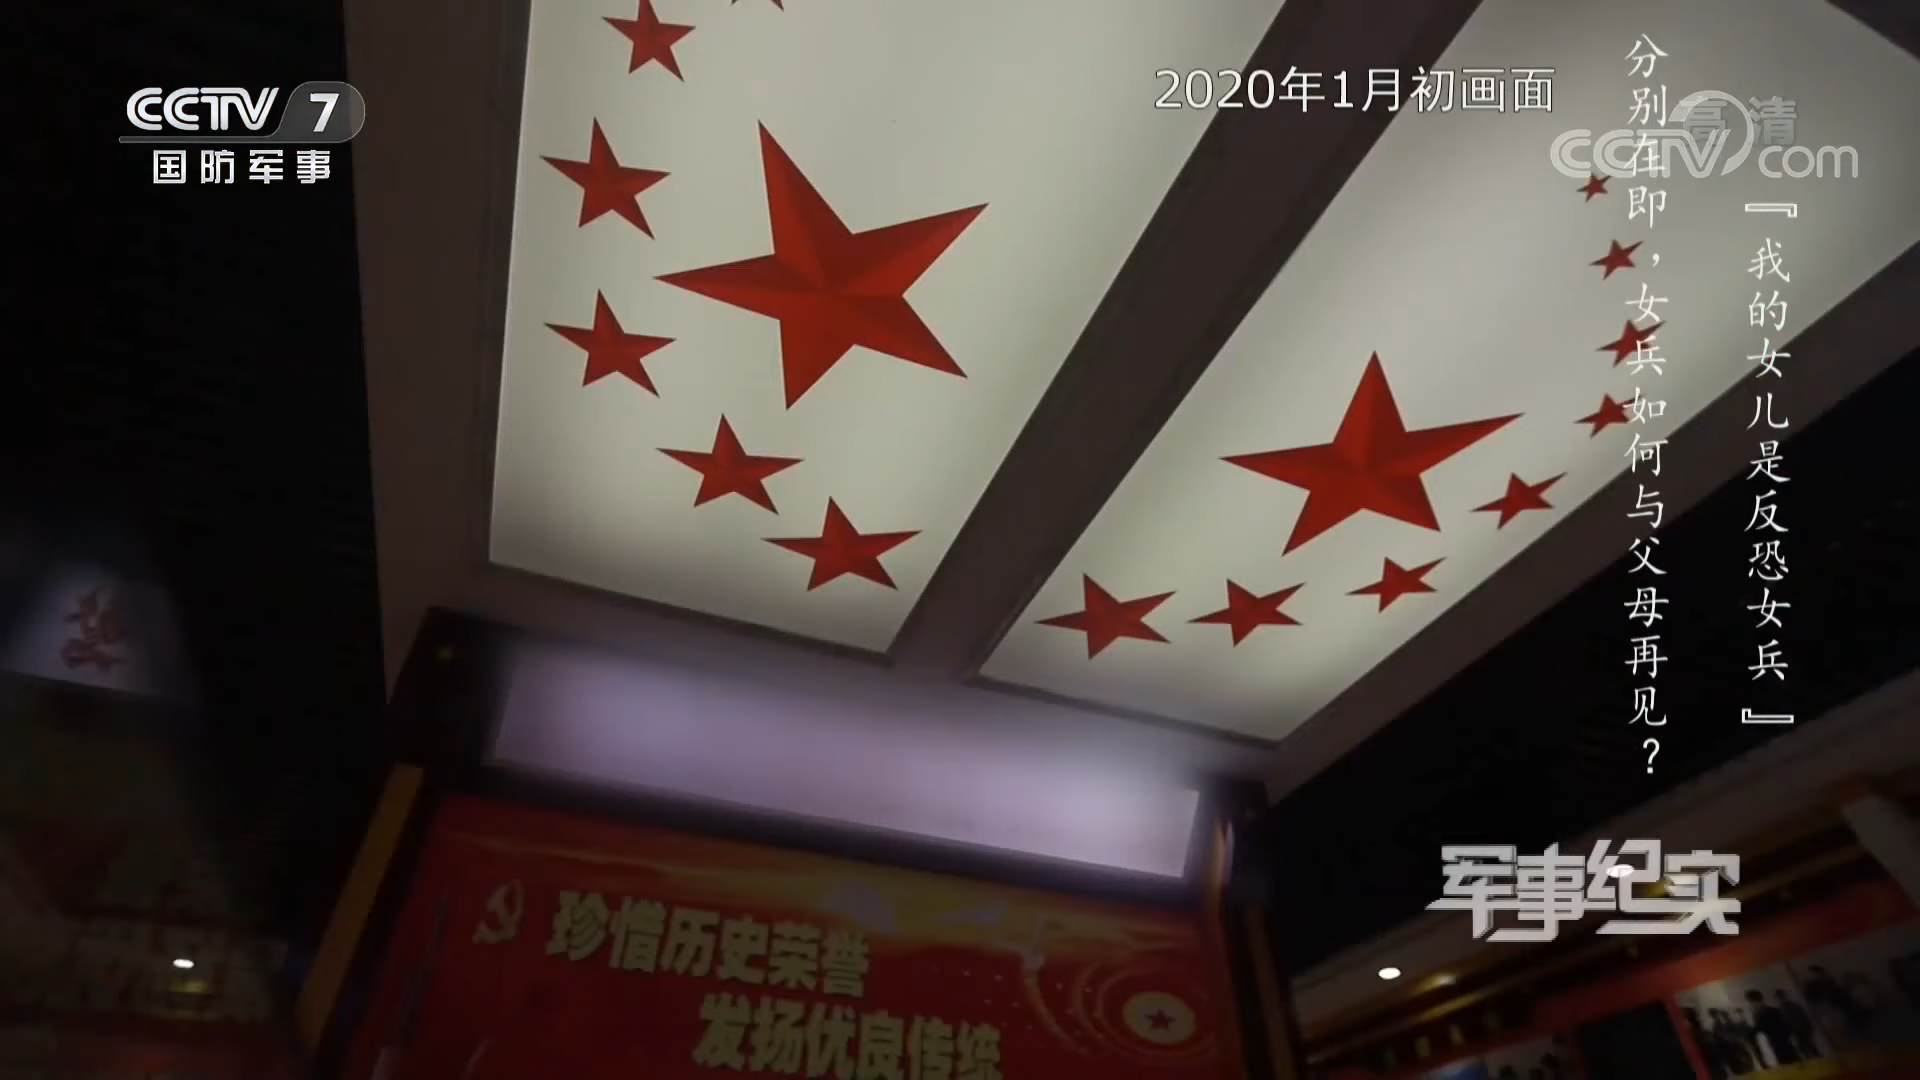 CCTV 7
国防军事
2020年1月初画面
高清
CCTV.com
『我的女儿是反恐女兵』
分别在即，女兵如何与父母再见？
军事纪实
珍惜历史荣誉
发扬优良传统